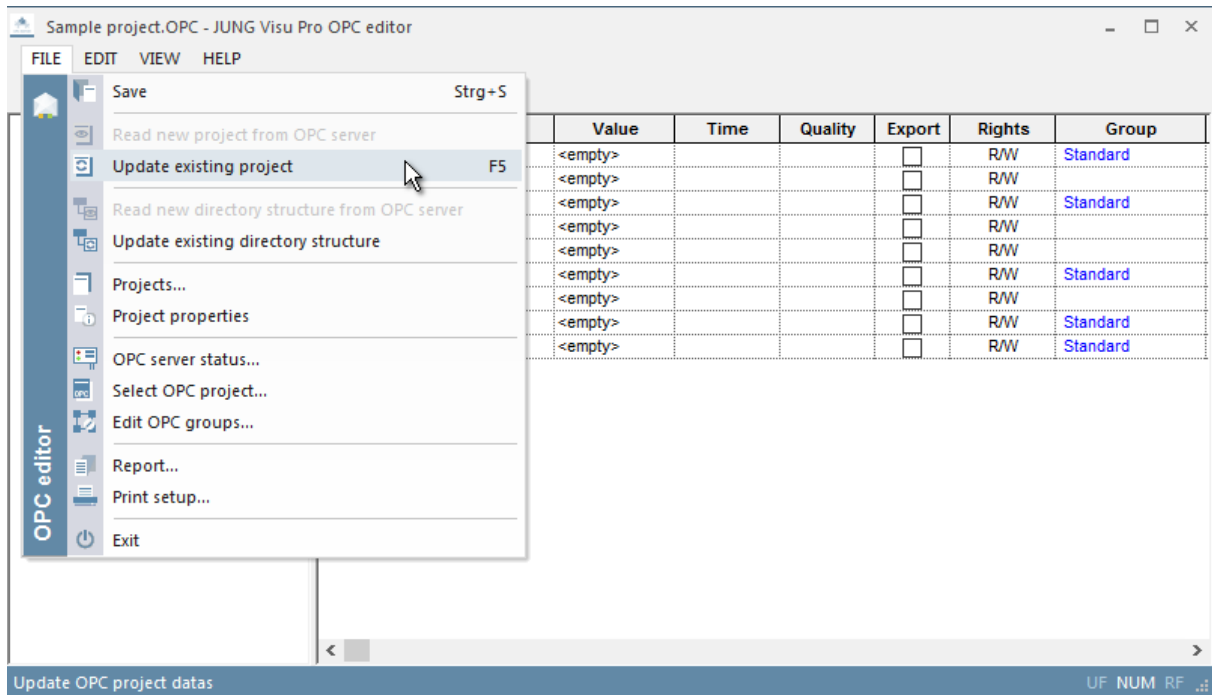 Sample project.OPC - JUNG Visu Pro OPC editor
FILE EDIT VIEW HELP
Save Strg+S
Read new project from OPC server
Update existing project F5
Read new directory structure from OPC server
Update existing directory structure
Projects...
Project properties
OPC server status...
Select OPC project...
Edit OPC groups...
Report...
Print setup...
Exit
OPC editor
Value Time Quality Export Rights Group
<empty> R/W Standard
<empty> R/W
<empty> R/W Standard
<empty> R/W
<empty> R/W
<empty> R/W Standard
<empty> R/W
<empty> R/W Standard
<empty> R/W Standard
Update OPC project datas UF NUM RF